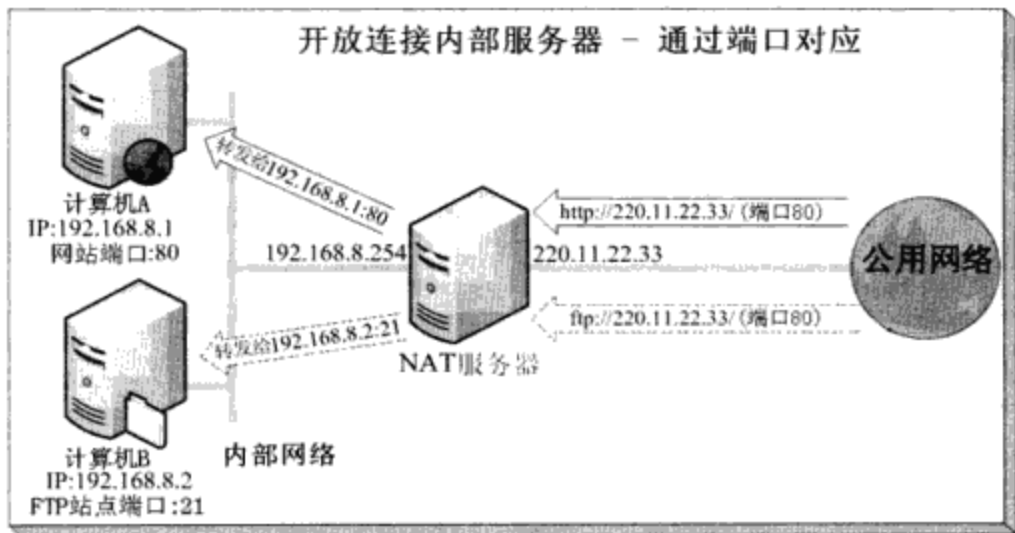 开放连接内部服务器 - 通过端口对应
转发给192.168.8.1:80
http://220.11.22.33/(端口80)
计算机A
IP:192.168.8.1
网站端口:80
192.168.8.254
220.11.22.33
公用网络
ftp://220.11.22.33/(端口80)
转发给192.168.8.2:21
NAT服务器
计算机B
IP:192.168.8.2
FTP站点端口:21
内部网络